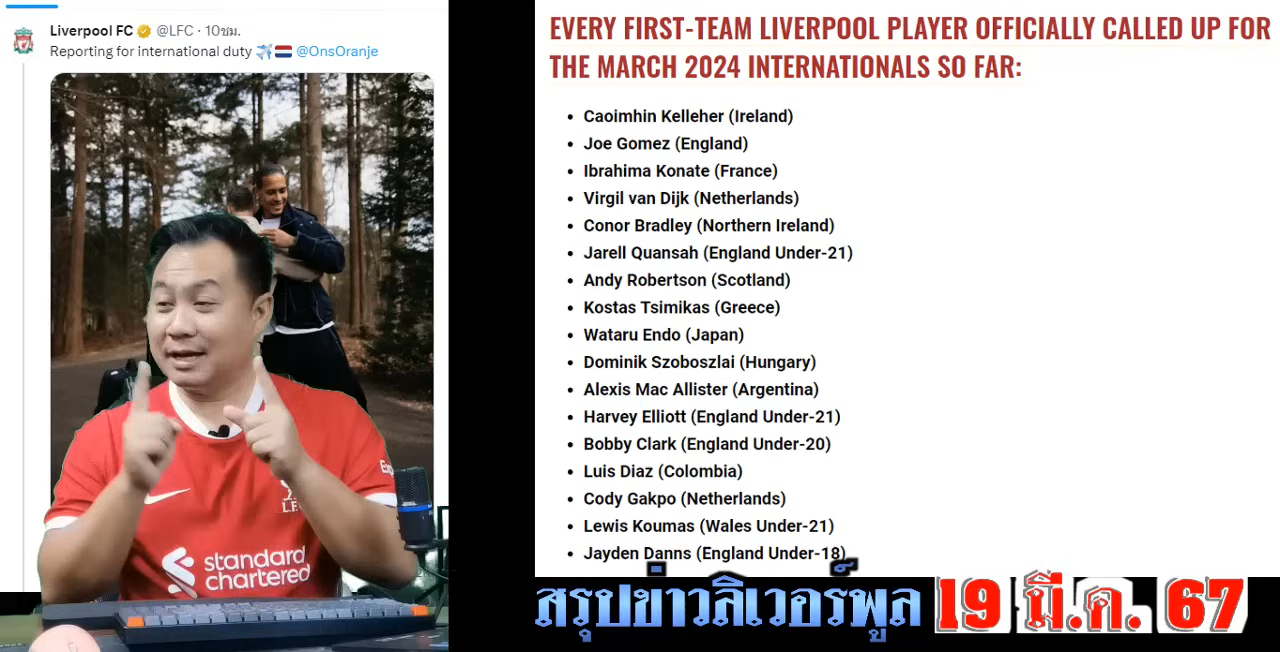 Liverpool FC @LFC · 10ชม.
Reporting for international duty @OnsOranje
standard
chartered
EVERY FIRST-TEAM LIVERPOOL PLAYER OFFICIALLY CALLED UP FOR
THE MARCH 2024 INTERNATIONALS SO FAR:
• Caoimhin Kelleher (Ireland)
• Joe Gomez (England)
• Ibrahima Konate (France)
• Virgil van Dijk (Netherlands)
• Conor Bradley (Northern Ireland)
• Jarell Quansah (England Under-21)
• Andy Robertson (Scotland)
• Kostas Tsimikas (Greece)
• Wataru Endo (Japan)
• Dominik Szoboszlai (Hungary)
• Alexis Mac Allister (Argentina)
• Harvey Elliott (England Under-21)
• Bobby Clark (England Under-20)
• Luis Diaz (Colombia)
• Cody Gakpo (Netherlands)
• Lewis Koumas (Wales Under-21)
• Jayden Danns (England Under-18)
สรุปข่าวลิเวอร์พูล 19 มี.ค. 67